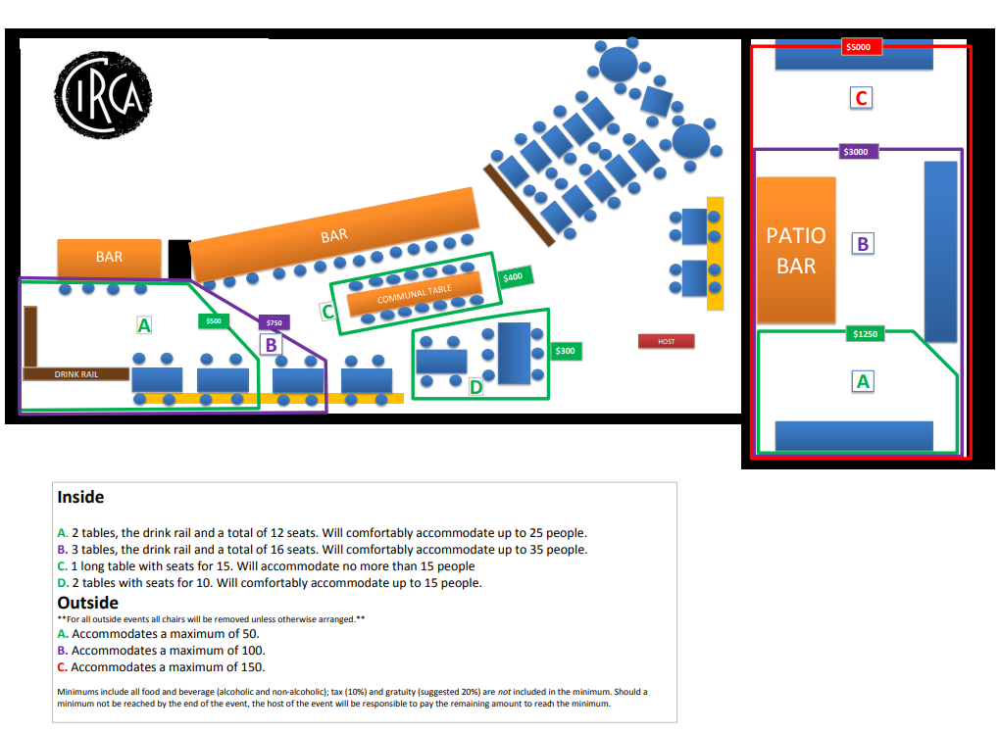 CIRCA
$5000
C
$3000
PATIO
BAR
B
$1250
A
BAR
BAR
COMMUNAL TABLE
$400
C
A
$500
$750
B
HOST
$300
D
DRINK RAIL
Inside
A. 2 tables, the drink rail and a total of 12 seats. Will comfortably accommodate up to 25 people.
B. 3 tables, the drink rail and a total of 16 seats. Will comfortably accommodate up to 35 people.
C. 1 long table with seats for 15. Will accommodate no more than 15 people
D. 2 tables with seats for 10. Will comfortably accommodate up to 15 people.
Outside
**For all outside events all chairs will be removed unless otherwise arranged.**
A. Accommodates a maximum of 50.
B. Accommodates a maximum of 100.
C. Accommodates a maximum of 150.
Minimums include all food and beverage (alcoholic and non-alcoholic); tax (10%) and gratuity (suggested 20%) are not included in the minimum. Should a
minimum not be reached by the end of the event, the host of the event will be responsible to pay the remaining amount to reach the minimum.